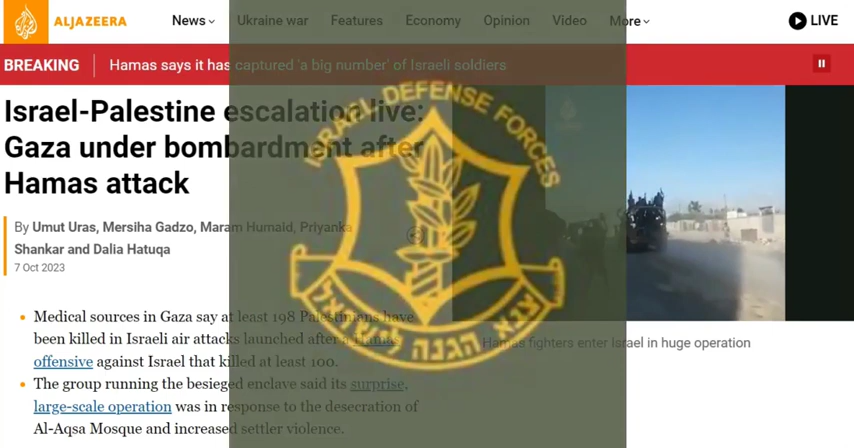 ALJAZEERA
News Ukraine war Features Economy Opinion Video More LIVE
BREAKING Hamas says it has captured 'a big number' of Israeli soldiers
Israel-Palestine escalation live:
Gaza under bombardment after
Hamas attack
By Umut Uras, Mersiha Gadzo, Maram Humaid, Priyanka
Shankar and Dalia Hatuqa
7 Oct 2023
Medical sources in Gaza say at least 198 Palestinians have
been killed in Israeli air attacks launched after a Hamas
offensive against Israel that killed at least 100.
The group running the besieged enclave said its surprise,
large-scale operation was in response to the desecration of
Al-Aqsa Mosque and increased settler violence.
ISRAEL DEFENSE FORCES
צבא הגנה לישראל
Hamas fighters enter Israel in huge operation